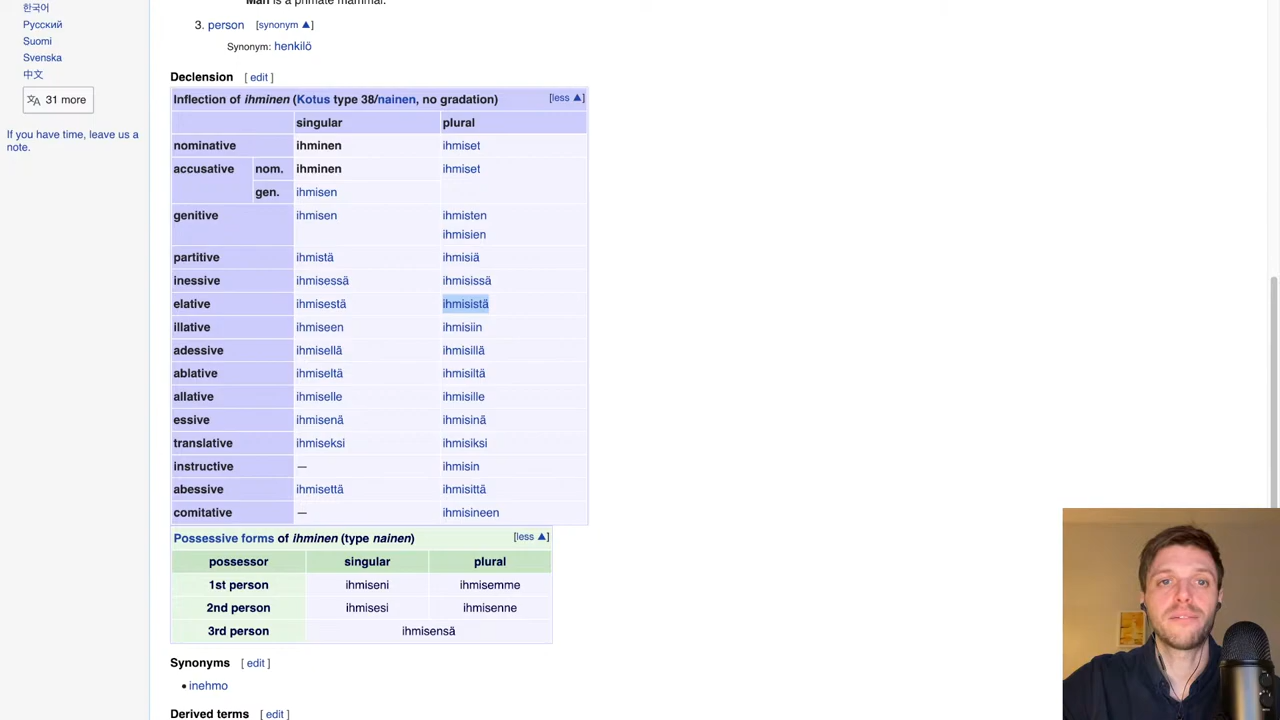 한국어
Русский
Suomi
Svenska
中文
31 more
If you have time, leave us a
note.
Man is a primate mammal.
3. person [synonym ▲]
Synonym: henkilö
Declension [ edit ]
Inflection of ihminen (Kotus type 38/nainen, no gradation) [less ▲]
singular plural
nominative ihminen ihmiset
accusative nom. ihminen ihmiset
gen. ihmisen
genitive ihmisen ihmisten
ihmisien
partitive ihmistä ihmisiä
inessive ihmisessä ihmisissä
elative ihmisestä ihmisistä
illative ihmiseen ihmisiin
adessive ihmisellä ihmisillä
ablative ihmiseltä ihmisiltä
allative ihmiselle ihmisille
essive ihmisenä ihmisinä
translative ihmiseksi ihmisiksi
instructive — ihmisin
abessive ihmisettä ihmisittä
comitative — ihmisineen
Possessive forms of ihminen (type nainen) [less ▲]
possessor singular plural
1st person ihmiseni ihmisemme
2nd person ihmisesi ihmisenne
3rd person ihmisensä
Synonyms [ edit ]
• inehmo
Derived terms [ edit ]